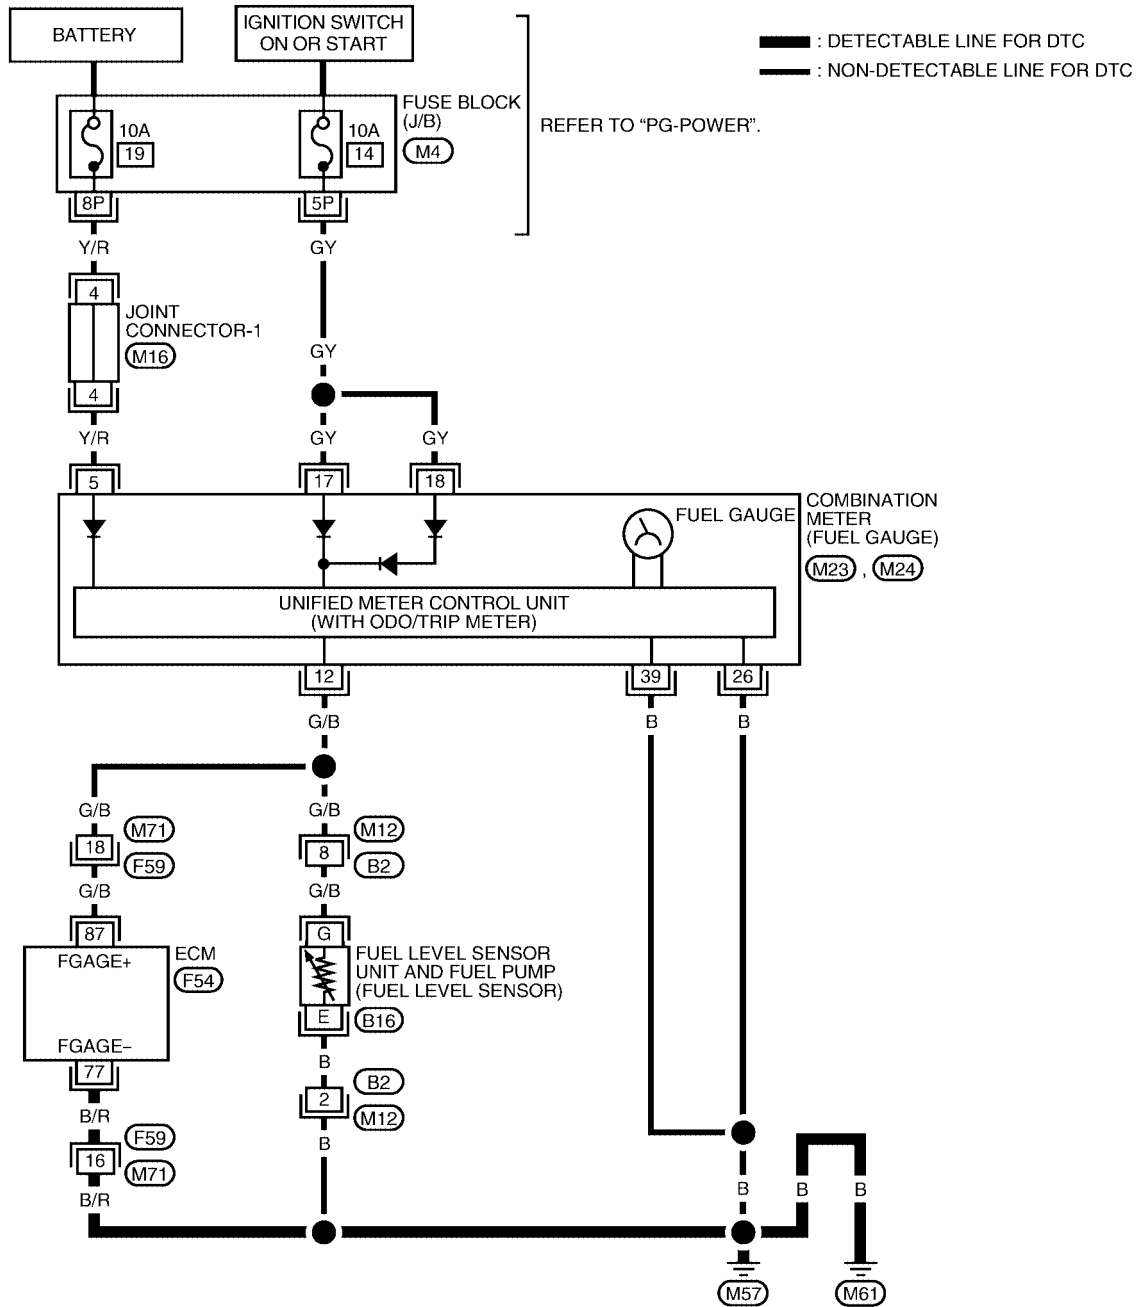 BATTERY
IGNITION SWITCH
ON OR START
: DETECTABLE LINE FOR DTC
: NON-DETECTABLE LINE FOR DTC
10A
19
10A
14
FUSE BLOCK
(J/B)
M4
REFER TO “PG-POWER”.
8P
5P
Y/R
GY
4
JOINT
CONNECTOR-1
M16
4
GY
Y/R
GY
GY
5
17
18
FUEL GAUGE
COMBINATION
METER
(FUEL GAUGE)
M23 , M24
UNIFIED METER CONTROL UNIT
(WITH ODO/TRIP METER)
12
39
26
G/B
B
B
G/B
G/B
M71
18
F59
M12
8
B2
G/B
G/B
87
G
FGAGE+
ECM
F54
FUEL LEVEL SENSOR
UNIT AND FUEL PUMP
(FUEL LEVEL SENSOR)
E
B16
FGAGE–
77
B
B2
2
M12
B/R
F59
16
M71
B
B/R
B
B
B
M57
M61